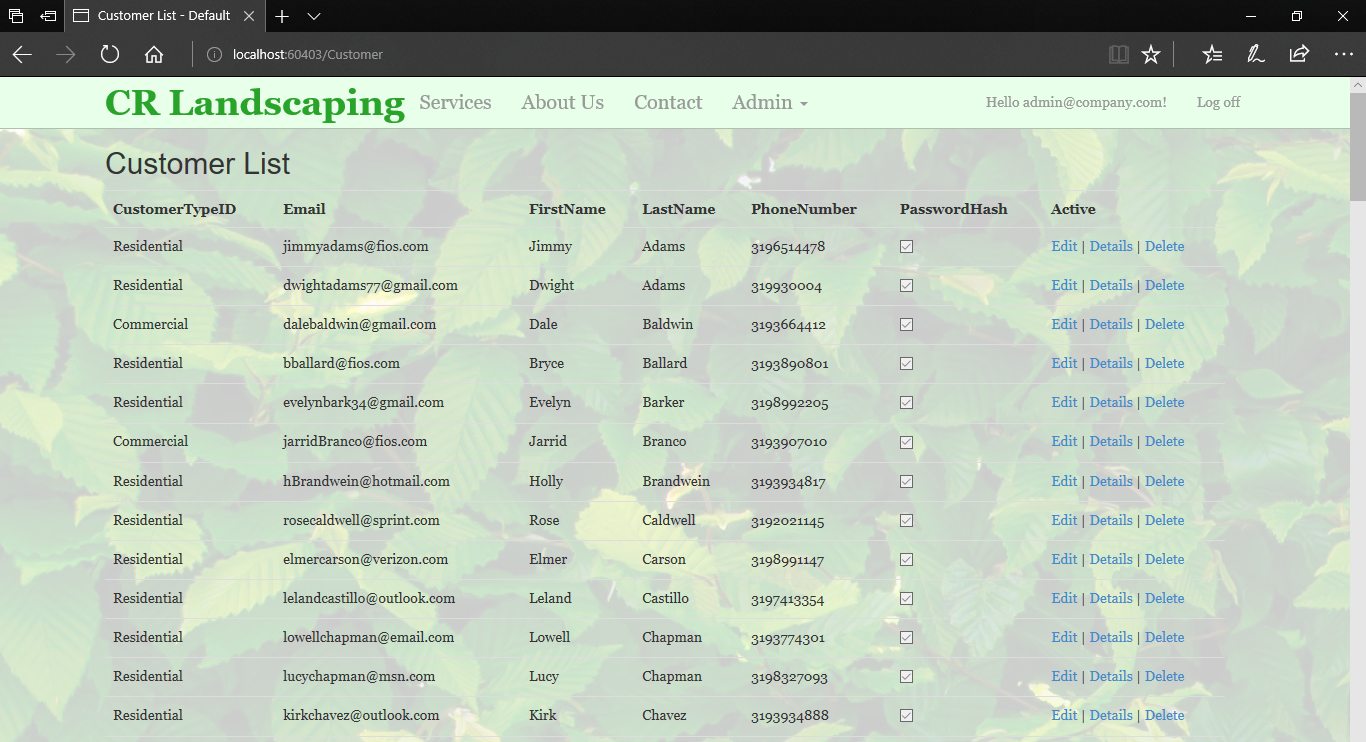 Customer List - Default
localhost:60403/Customer
CR Landscaping Services About Us Contact Admin Hello admin@company.com! Log off
Customer List
CustomerTypeID Email FirstName LastName PhoneNumber PasswordHash Active
Residential jimmyadams@fios.com Jimmy Adams 3196514478 Edit | Details | Delete
Residential dwightadams77@gmail.com Dwight Adams 319930004 Edit | Details | Delete
Commercial dalebaldwin@gmail.com Dale Baldwin 3193664412 Edit | Details | Delete
Residential bballard@fios.com Bryce Ballard 3193890801 Edit | Details | Delete
Residential evelynbark34@gmail.com Evelyn Barker 3198992205 Edit | Details | Delete
Commercial jarridBranco@fios.com Jarrid Branco 3193907010 Edit | Details | Delete
Residential hBrandwein@hotmail.com Holly Brandwein 3193934817 Edit | Details | Delete
Residential rosecaldwell@sprint.com Rose Caldwell 3192021145 Edit | Details | Delete
Residential elmercarson@verizon.com Elmer Carson 3198991147 Edit | Details | Delete
Residential lelandcastillo@outlook.com Leland Castillo 3197413354 Edit | Details | Delete
Residential lowellchapman@email.com Lowell Chapman 3193774301 Edit | Details | Delete
Residential lucychapman@msn.com Lucy Chapman 3198327093 Edit | Details | Delete
Residential kirkchavez@outlook.com Kirk Chavez 3193934888 Edit | Details | Delete